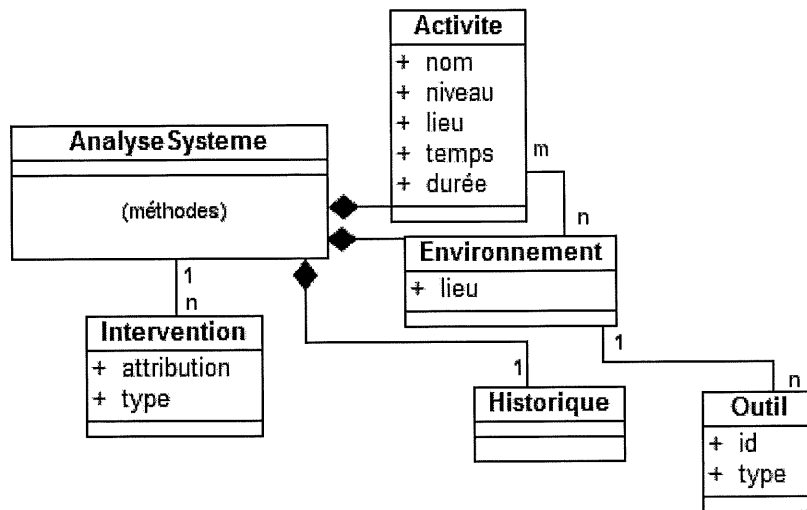 Activite
+ nom
+ niveau
+ lieu
+ temps
+ durée
AnalyseSysteme
(méthodes)
m
n
Environnement
+ lieu
1
n
Intervention
+ attribution
+ type
1
n
1
Historique
Outil
+ id
+ type